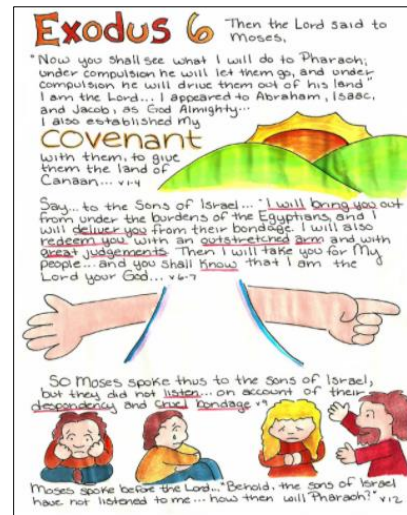 Exodus 6 Then the Lord said to
Moses,
"Now you shall see what I will do to Pharaoh;
under compulsion he will let them go, and under
compulsion he will drive them out of his land
I am the Lord... I appeared to Abraham, Isaac,
and Jacob, as God Almighty...
I also established My
COVENANT
with them, to give
them the land of
Canaan... v1-4
Say... to the Sons of Israel... "I will bring you out
from under the burdens of the Egyptians, and I
will deliver you from their bondage. I will also
redeem you with an outstretched arm and with
great judgements. Then I will take you for My
people... and you shall know that I am the
Lord your God... v6-7
So Moses spoke thus to the sons of Israel,
but they did not listen... on account of their
despondency and cruel bondage v9
Moses spoke before the Lord... "Behold, the sons of Israel
have not listened to me... how then will Pharaoh?" v12